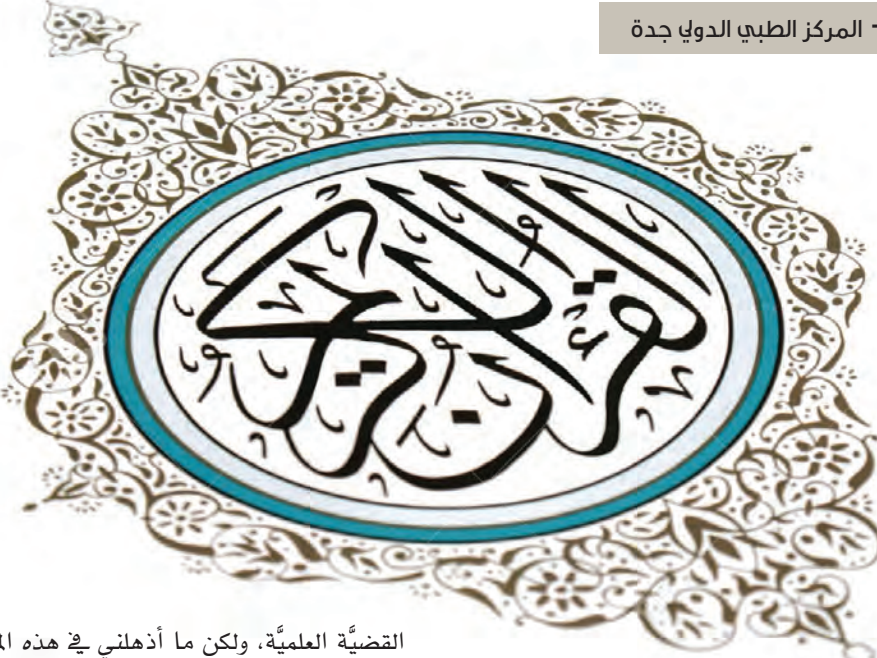 - المركز الطبي الدولي جدة
القرآن الكريم
القضيَّة العلميَّة، ولكن ما أذهلني في هذه